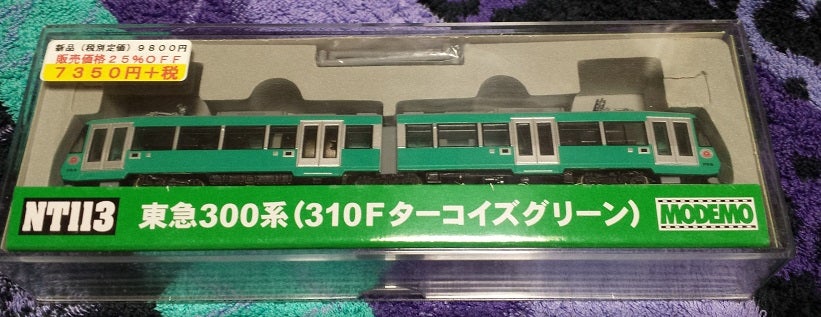 新品（税別定価）９８００円
販売価格２５％ＯＦＦ
７３５０円＋税
NT113 東急300系（310Ｆターコイズグリーン） MODEMO